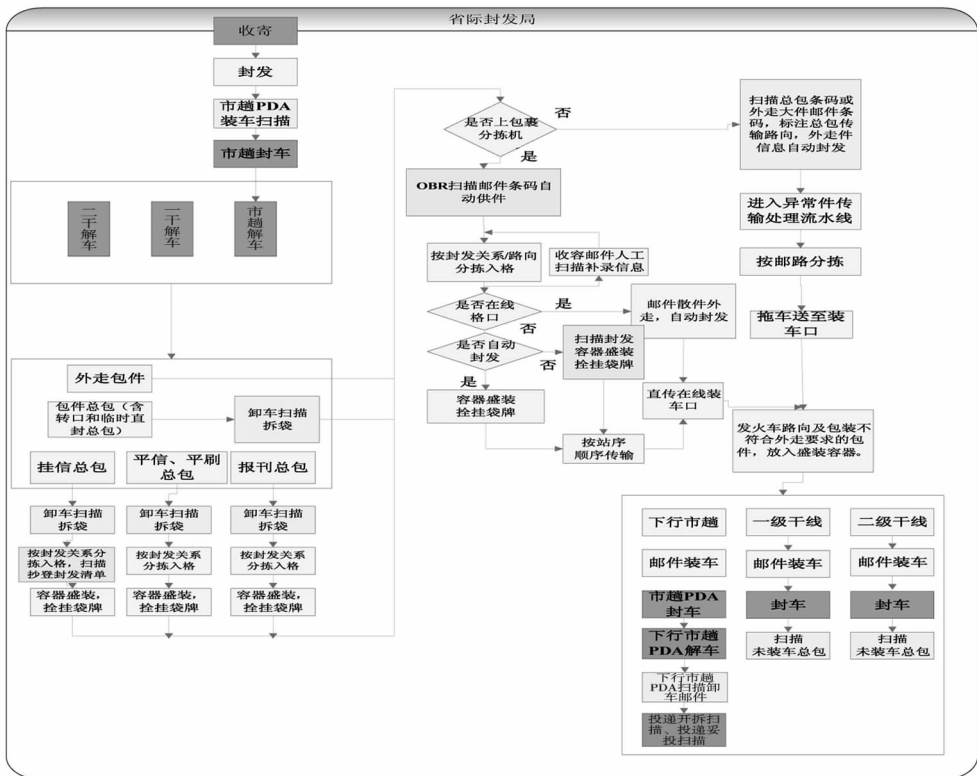 省际封发局
收寄
封发
市趟PDA
装车扫描
市趟封车
二干解车
一干解车
市趟解车
外走包件
包件总包（含
转口和临时直
封总包）
卸车扫描
拆袋
挂信总包
平信、平刷
总包
报刊总包
卸车扫描
拆袋
卸车扫描
拆袋
卸车扫描
拆袋
按封发关系分
拣入格，扫描
抄登封发清单
按封发关系
分拣入格
按封发关系
分拣入格
容器盛装，
拴挂袋牌
容器盛装，
拴挂袋牌
容器盛装，
拴挂袋牌
是否上包裹
分拣机
否
是
OBR扫描邮件条码自
动供件
按封发关系/路向
分拣入格
收容邮件人工
扫描补录信息
是否在线
格口
是
否
邮件散件外
走，自动封发
是否自动
封发
否
是
扫描封发
容器盛装
拴挂袋牌
容器盛装
拴挂袋牌
直传在线装
车口
按站序
顺序传输
扫描总包条码或
外走大件邮件条
码，标注总包传
输路向，外走件
信息自动封发
进入异常件传
输处理流水线
按邮路分拣
拖车送至装
车口
发火车路向及包装不
符合外走要求的包
件，放入盛装容器。
下行市趟
一级干线
二级干线
邮件装车
邮件装车
邮件装车
市趟PDA
封车
封车
封车
下行市趟
PDA解车
扫描
未装车总包
扫描
未装车总包
下行市趟
PDA扫描卸
车邮件
投递开拆扫
描、投递妥
投扫描